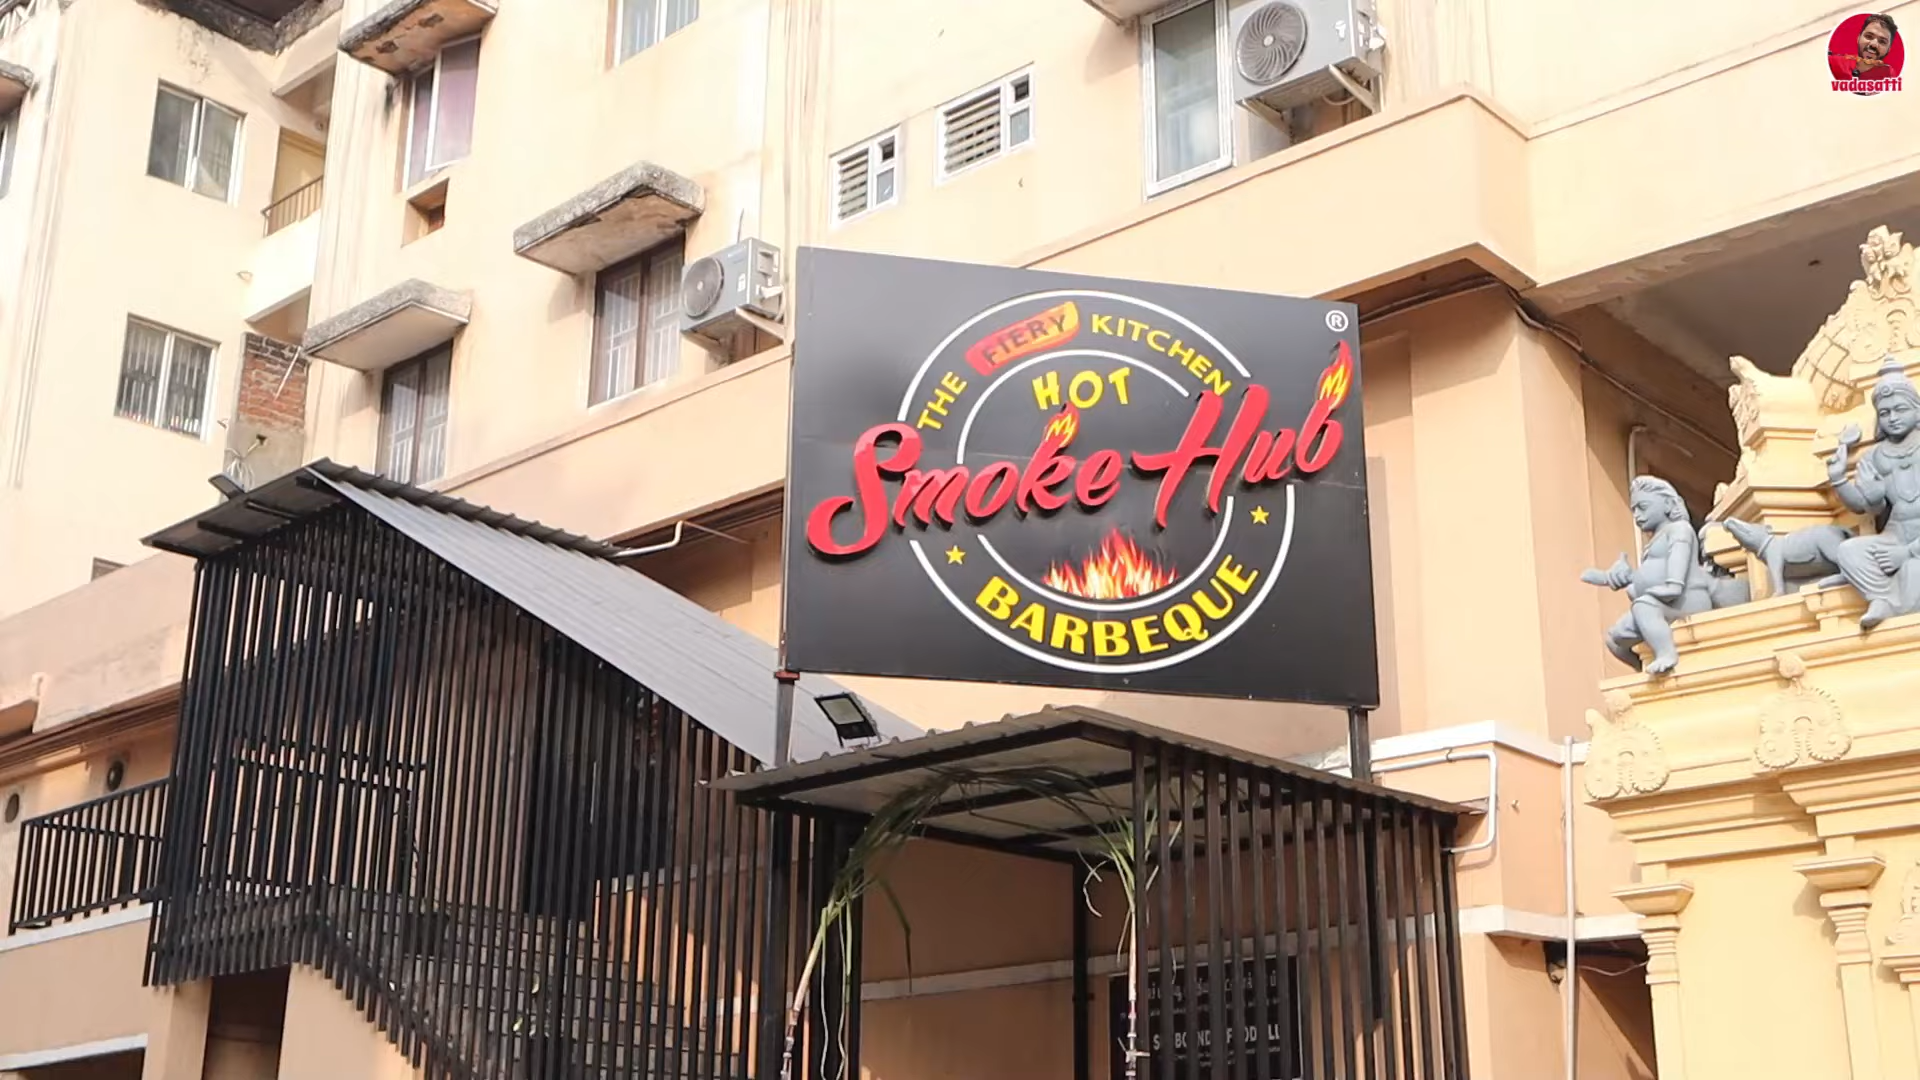 vadasatti
THE FIERY KITCHEN
®
HOT
Smoke Hub
BARBEQUE